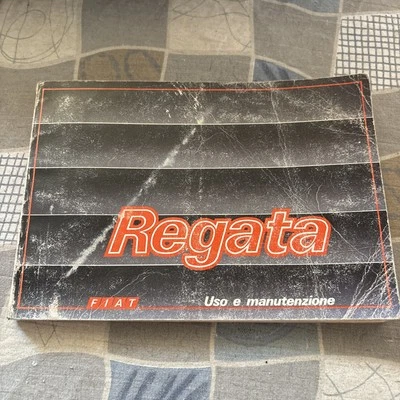 Regata
FIAT
Uso e manutenzione